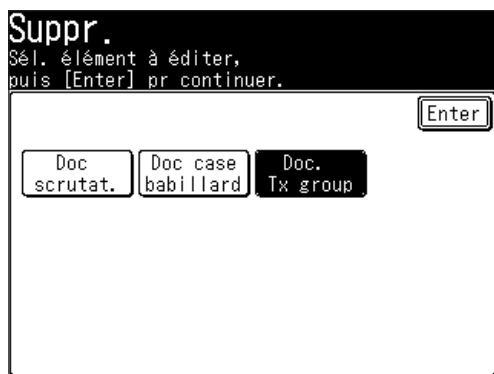 Suppr.
Sél. élément à éditer,
puis [Enter] pr continuer.
Enter
Doc scrutat.
Doc case babillard
Doc. Tx group